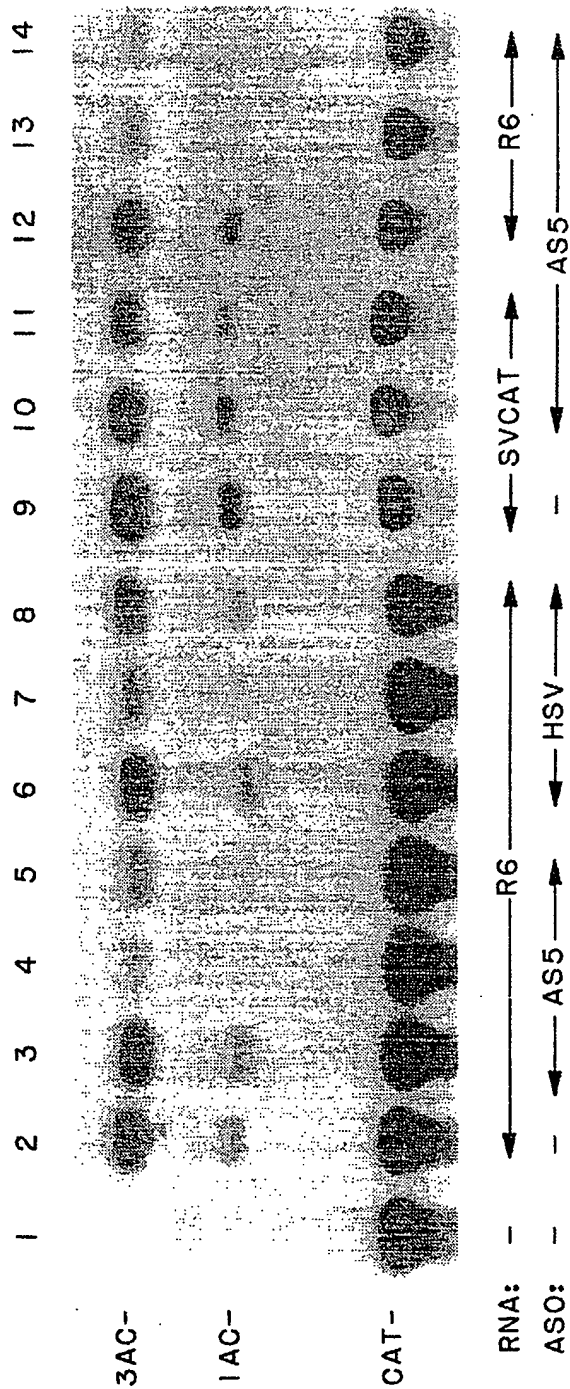 1 2 3 4 5 6 7 8 9 10 11 12 13 14
3AC-
1AC-
CAT-
RNA: - R6 SVCAT R6
ASO: - - AS5 HSV - AS5